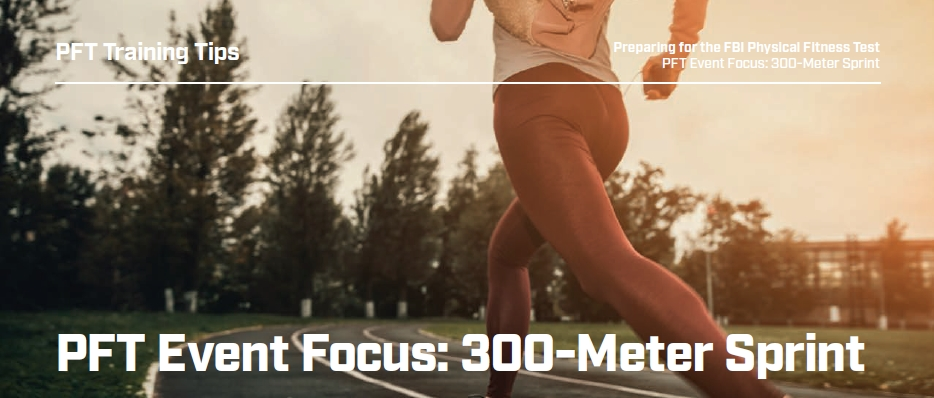 PFT Training Tips
Preparing for the FBI Physical Fitness Test
PFT Event Focus: 300-Meter Sprint
PFT Event Focus: 300-Meter Sprint